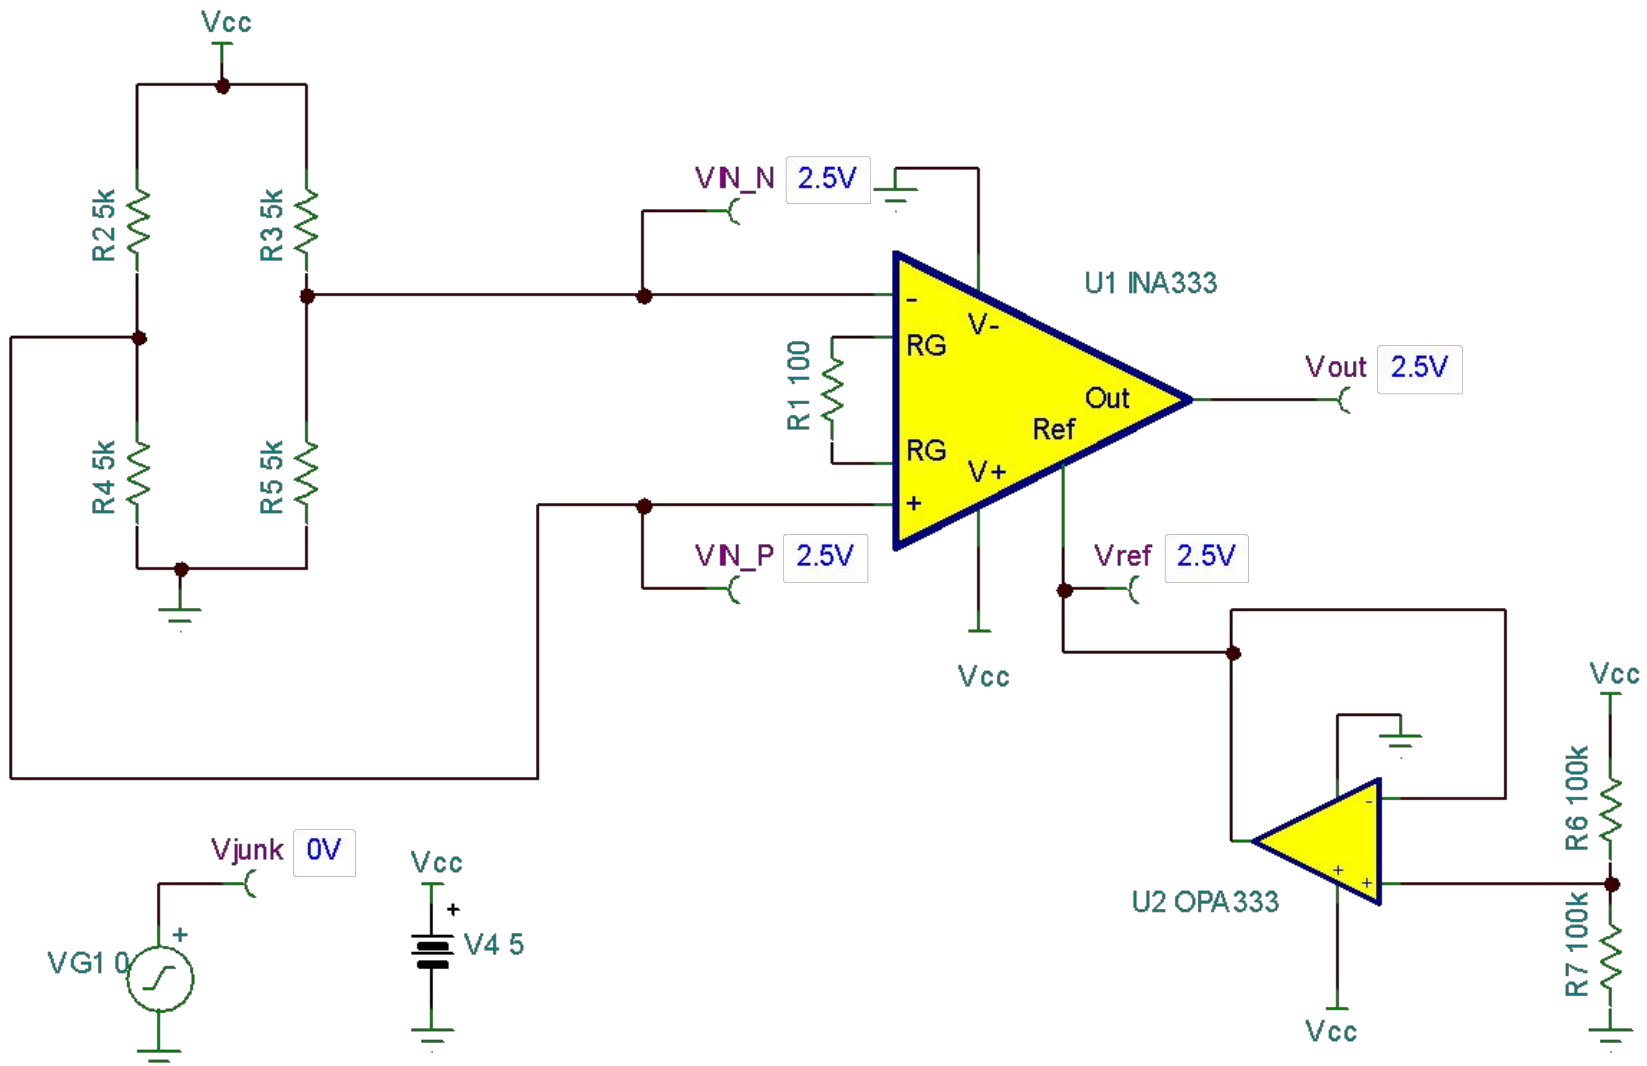 Vcc
R2 5k
R3 5k
VIN_N 2.5V
U1 INA333
-
V-
RG
R1 100
Out
Vout 2.5V
Ref
RG
V+
+
R4 5k
R5 5k
VIN_P 2.5V
Vref 2.5V
Vcc
Vcc
R6 100k
-
+ +
U2 OPA333
R7 100k
Vcc
Vjunk 0V
Vcc
+
+
VG1 0
V4 5